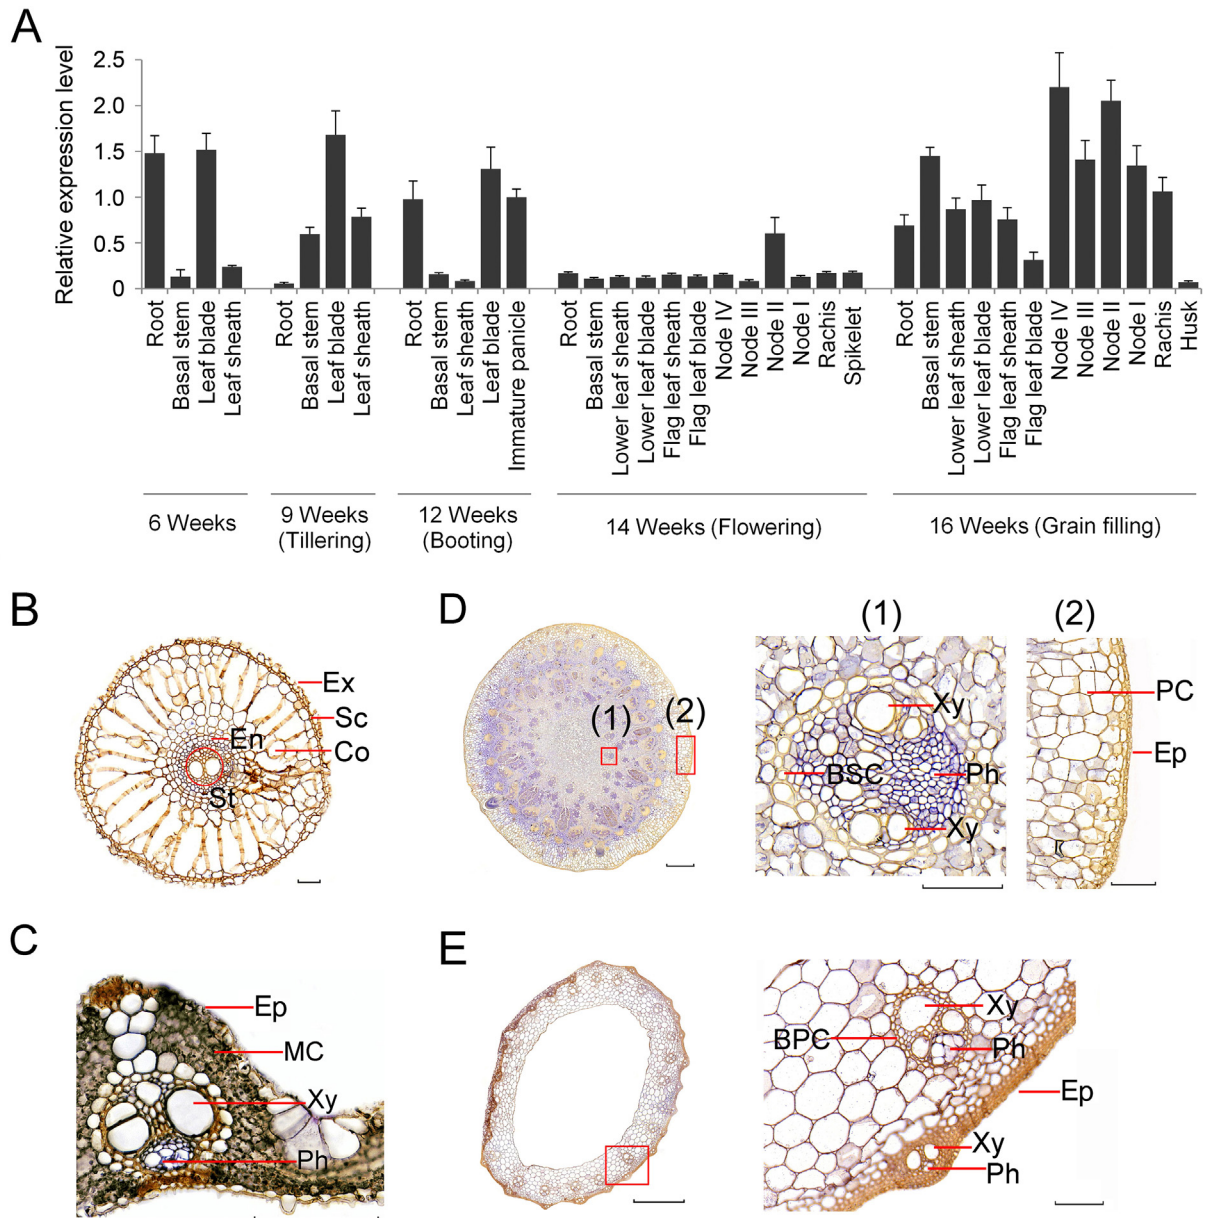 A
Relative expression level
2.5
2.0
1.5
1.0
0.5
0
Root
Basal stem
Leaf blade
Leaf sheath
Root
Basal stem
Leaf blade
Leaf sheath
Root
Basal stem
Leaf sheath
Leaf blade
Immature panicle
Root
Basal stem
Lower leaf sheath
Lower leaf blade
Flag leaf sheath
Flag leaf blade
Node IV
Node III
Node II
Node I
Rachis
Spikelet
Root
Basal stem
Lower leaf sheath
Lower leaf blade
Flag leaf sheath
Flag leaf blade
Node IV
Node III
Node II
Node I
Rachis
Husk
6 Weeks
9 Weeks
(Tillering)
12 Weeks
(Booting)
14 Weeks (Flowering)
16 Weeks (Grain filling)
B
Ex
Sc
En
Co
St
D
(1)
(2)
(1)
Xy
BSC
Ph
Xy
(2)
PC
Ep
C
Ep
MC
Xy
Ph
E
Xy
BPC
Ph
Ep
Xy
Ph